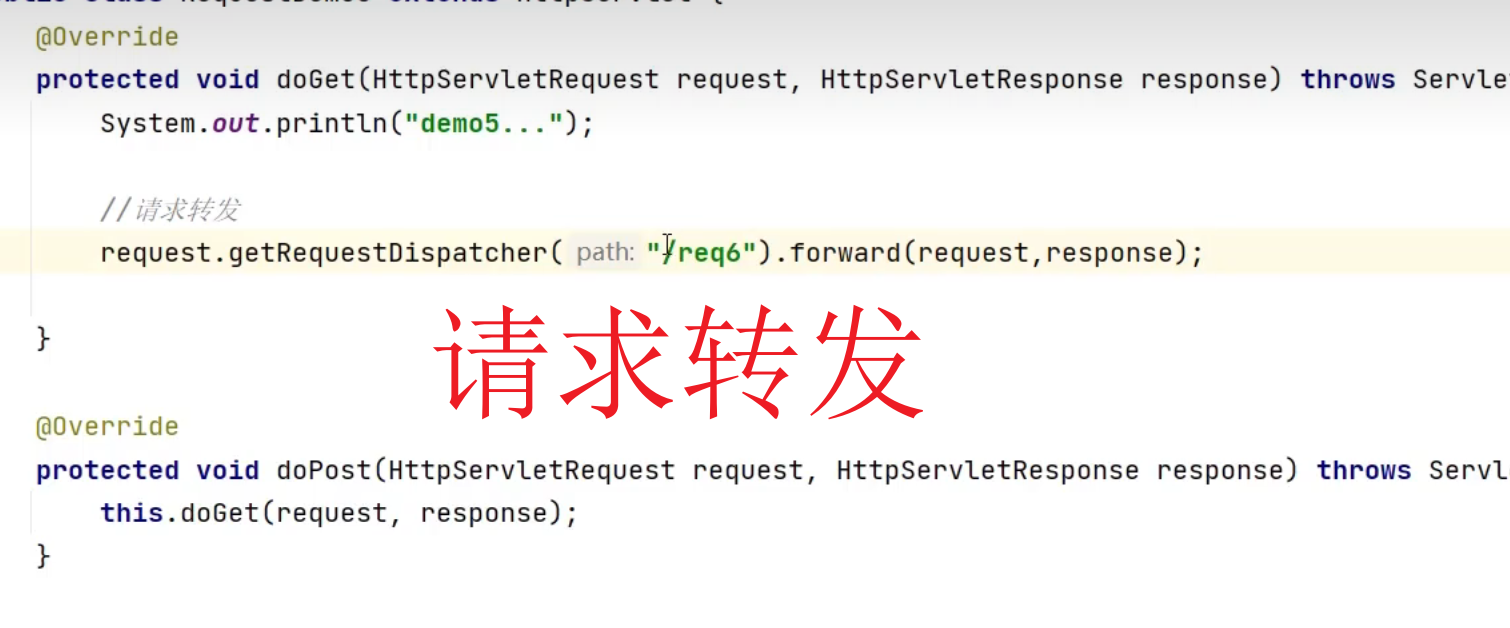 @Override
protected void doGet(HttpServletRequest request, HttpServletResponse response) throws Servle
System.out.println("demo5...");
//请求转发
request.getRequestDispatcher( path: "/req6").forward(request,response);
}
请求转发
@Override
protected void doPost(HttpServletRequest request, HttpServletResponse response) throws Servl
this.doGet(request, response);
}